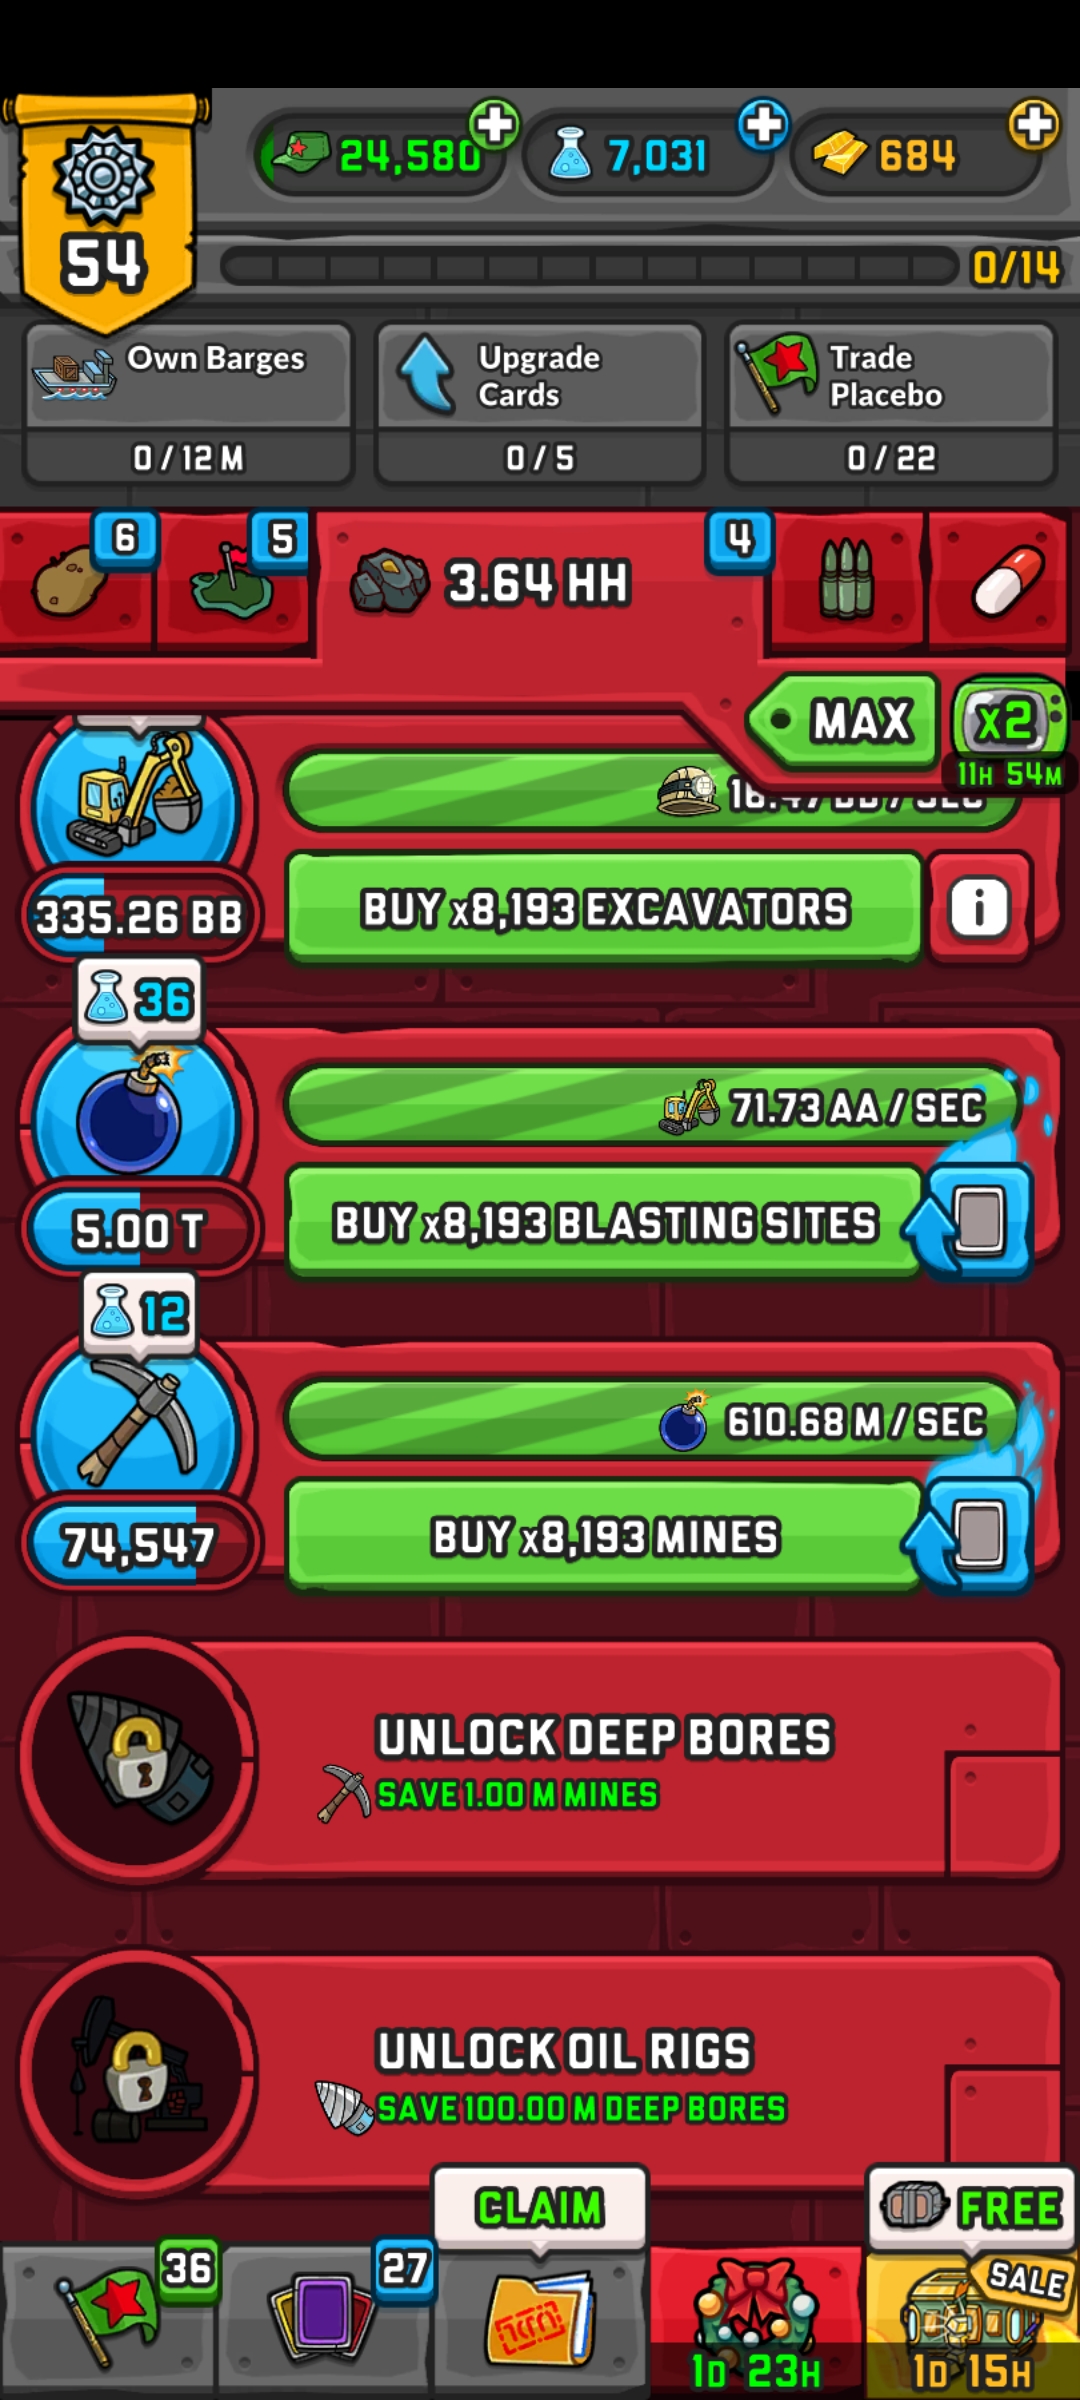 24,580
7,031
684
54
0/14
Own Barges
0 / 12 M
Upgrade
Cards
0 / 5
Trade
Placebo
0 / 22
6
5
3.64 HH
4
MAX
x2
11H 54M
335.26 BB
BUY x8,193 EXCAVATORS
i
36
71.73 AA / SEC
5.00 T
BUY x8,193 BLASTING SITES
12
610.68 M / SEC
74,547
BUY x8,193 MINES
UNLOCK DEEP BORES
SAVE 1.00 M MINES
UNLOCK OIL RIGS
SAVE 100.00 M DEEP BORES
CLAIM
FREE
36
27
SALE
1D 23H
1D 15H